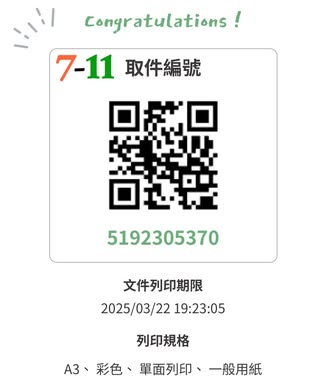 Congratulations!
7-11 取件編號
5192305370
文件列印期限
2025/03/22 19:23:05
列印規格
A3、 彩色、 單面列印、 一般用紙